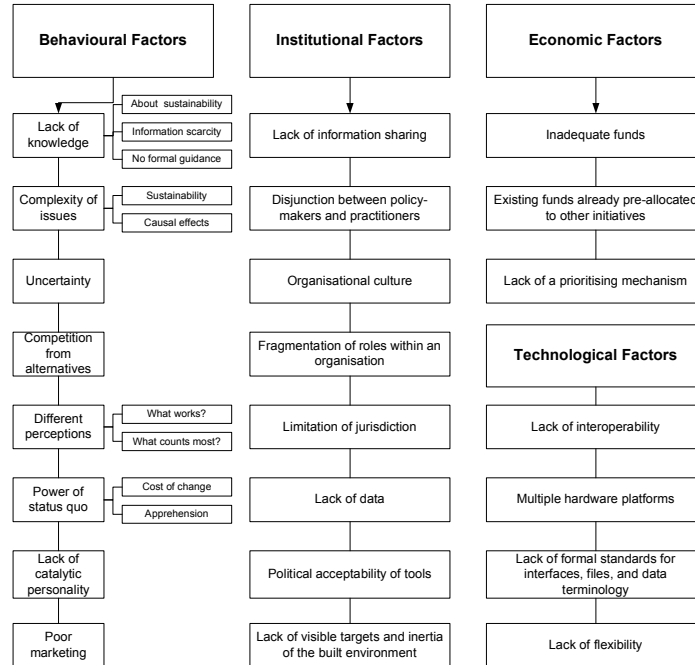 Behavioural Factors
Lack of
knowledge
About sustainability
Information scarcity
No formal guidance
Complexity of
issues
Sustainability
Causal effects
Uncertainty
Competition
from
alternatives
Different
perceptions
What works?
What counts most?
Power of
status quo
Cost of change
Apprehension
Lack of
catalytic
personality
Poor
marketing
Institutional Factors
Lack of information sharing
Disjunction between policy-
makers and practitioners
Organisational culture
Fragmentation of roles within an
organisation
Limitation of jurisdiction
Lack of data
Political acceptability of tools
Lack of visible targets and inertia
of the built environment
Economic Factors
Inadequate funds
Existing funds already pre-allocated
to other initiatives
Lack of a prioritising mechanism
Technological Factors
Lack of interoperability
Multiple hardware platforms
Lack of formal standards for
interfaces, files, and data
terminology
Lack of flexibility